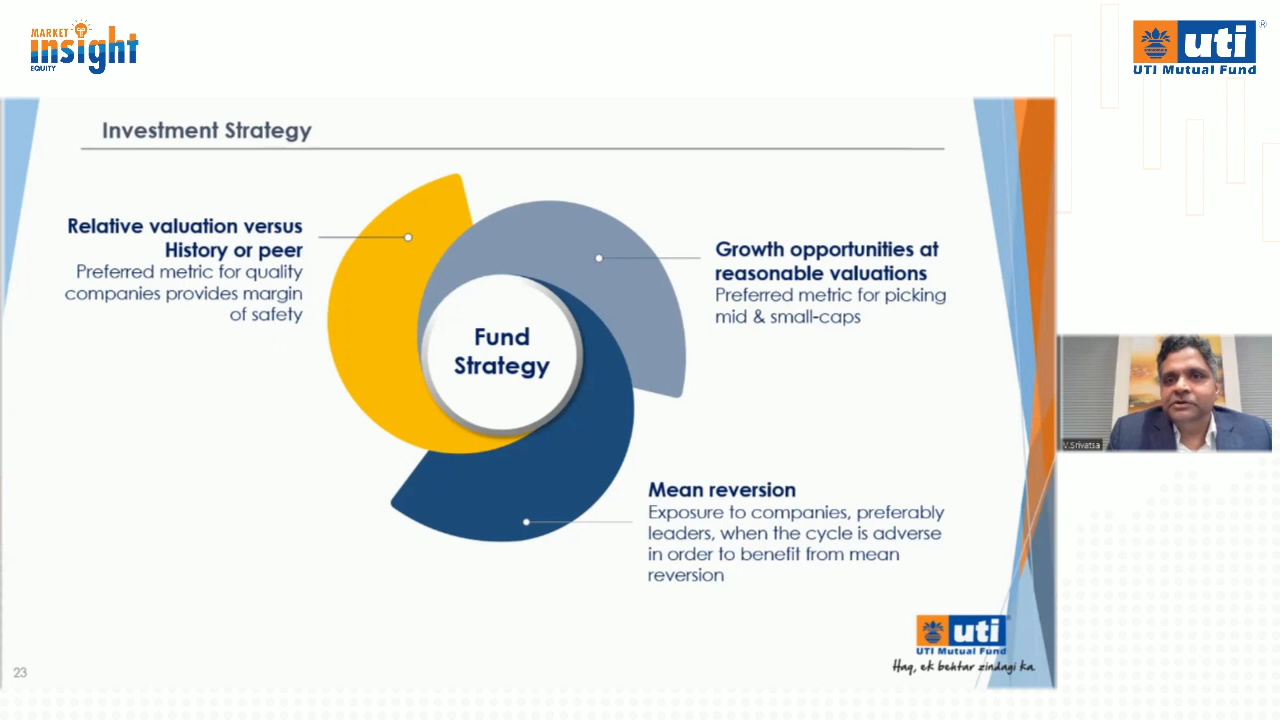 MARKET
insight
EQUITY
uti
®
UTI Mutual Fund
Investment Strategy
Relative valuation versus
History or peer
Preferred metric for quality
companies provides margin
of safety
Growth opportunities at
reasonable valuations
Preferred metric for picking
mid & small-caps
Fund
Strategy
Mean reversion
Exposure to companies, preferably
leaders, when the cycle is adverse
in order to benefit from mean
reversion
V.Srivatsa
uti
®
UTI Mutual Fund
Haq, ek behtar zindagi ka.
23